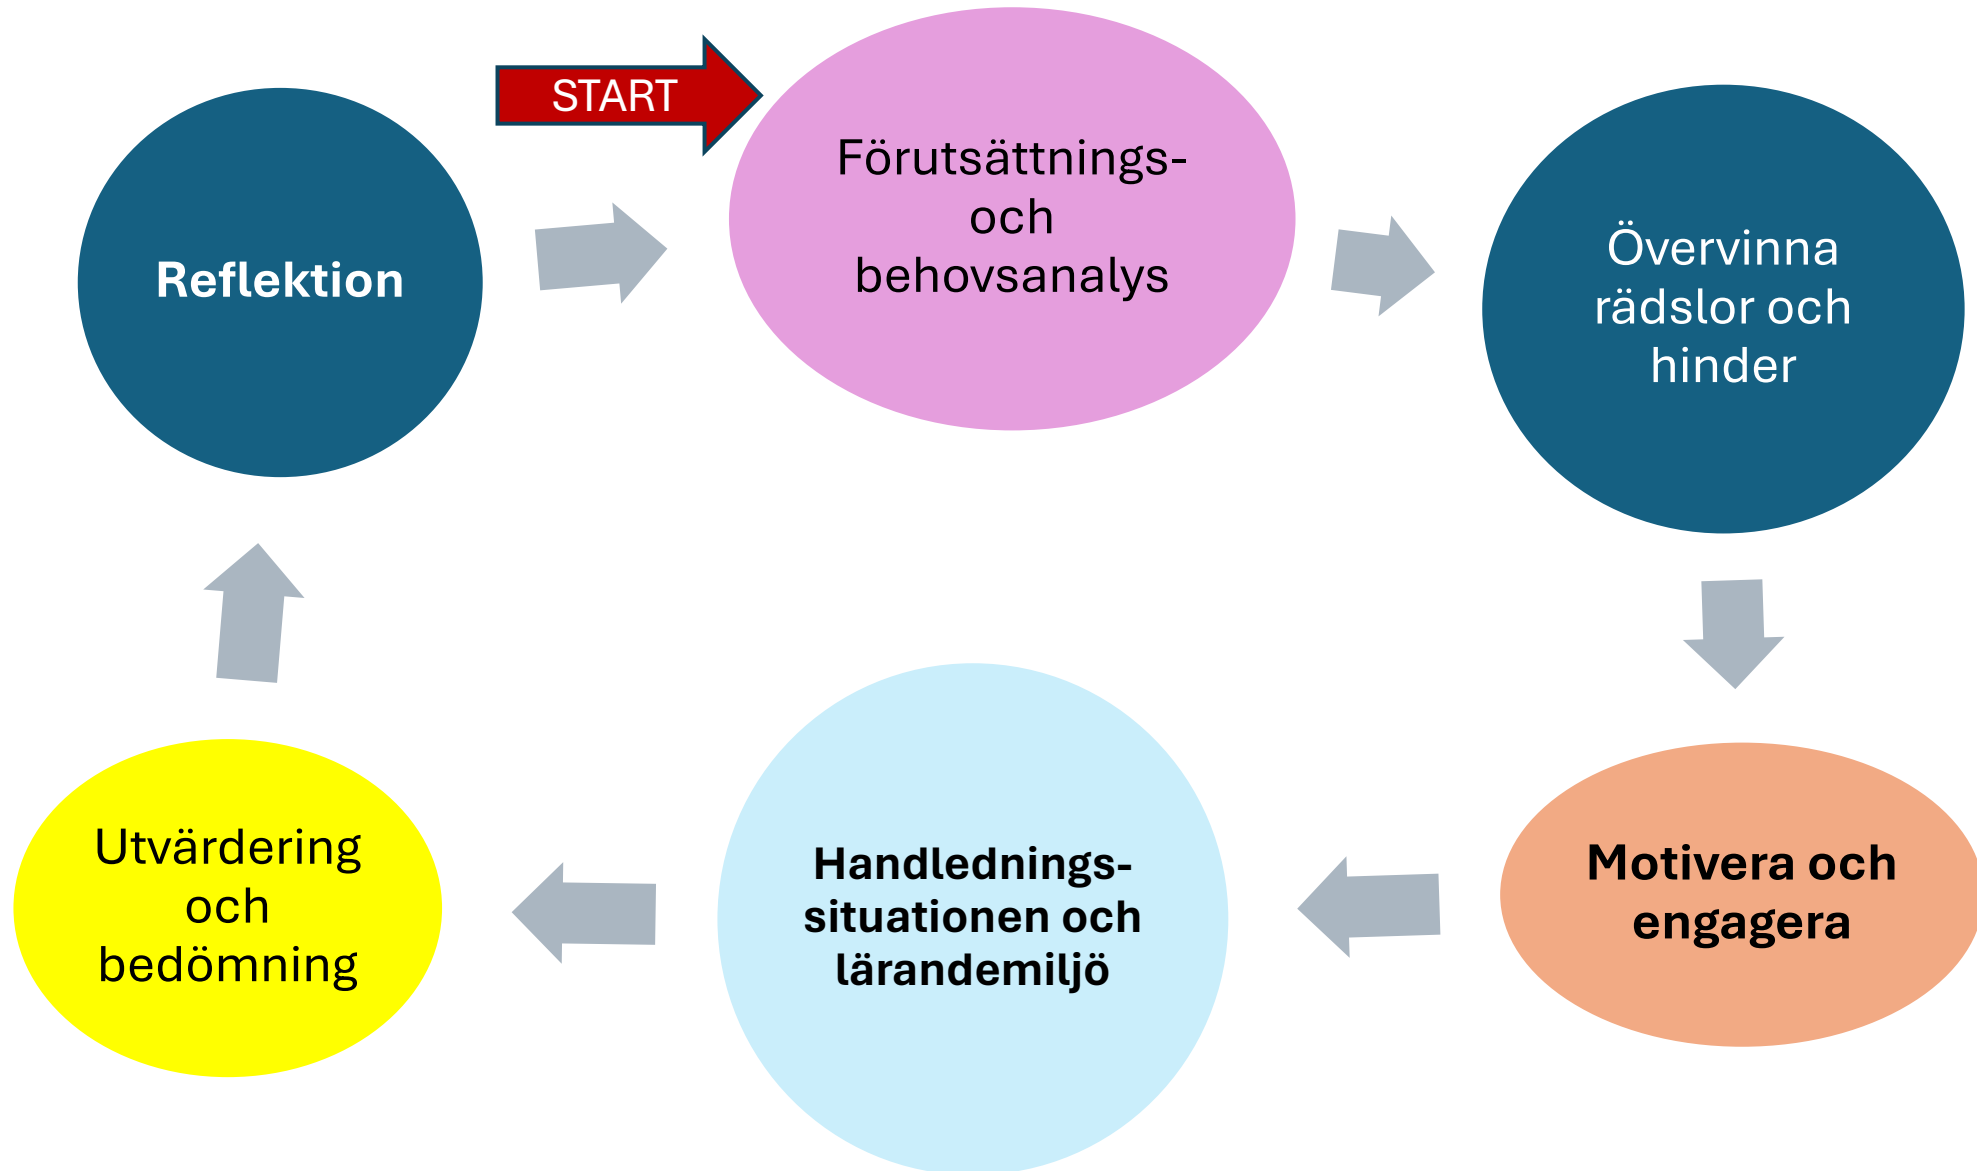 START
Förutsättnings-
och
behovsanalys
Övervinna
rädslor och
hinder
Motivera och
engagera
Handlednings-
situationen och
lärandemiljö
Utvärdering
och
bedömning
Reflektion